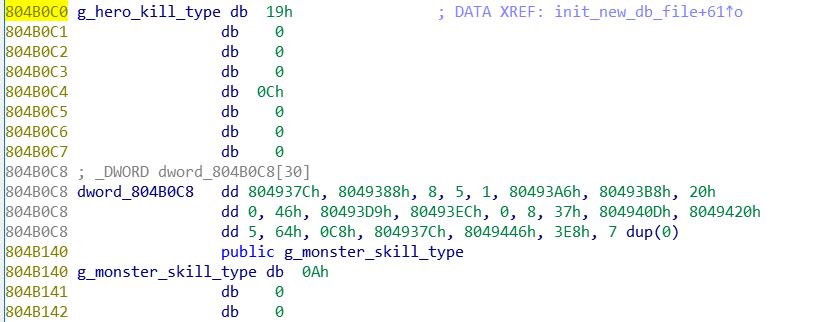 804B0C0 g_hero_kill_type db 19h ; DATA XREF: init_new_db_file+61↑o
804B0C1 db 0
804B0C2 db 0
804B0C3 db 0
804B0C4 db 0Ch
804B0C5 db 0
804B0C6 db 0
804B0C7 db 0
804B0C8 ; _DWORD dword_804B0C8[30]
804B0C8 dword_804B0C8 dd 804937Ch, 8049388h, 8, 5, 1, 80493A6h, 80493B8h, 20h
804B0C8 dd 0, 46h, 80493D9h, 80493ECh, 0, 8, 37h, 804940Dh, 8049420h
804B0C8 dd 5, 64h, 0C8h, 804937Ch, 8049446h, 3E8h, 7 dup(0)
804B140 public g_monster_skill_type
804B140 g_monster_skill_type db 0Ah
804B141 db 0
804B142 db 0